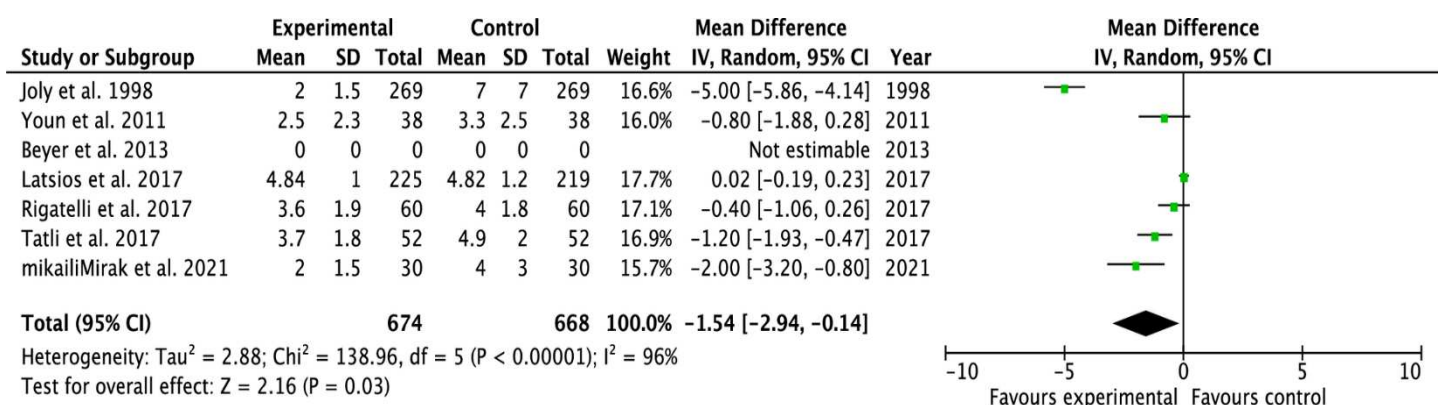 Experimental Control Mean Difference Mean Difference
Study or Subgroup Mean SD Total Mean SD Total Weight IV, Random, 95% CI Year IV, Random, 95% CI
Joly et al. 1998 2 1.5 269 7 7 269 16.6% −5.00 [−5.86, −4.14] 1998
Youn et al. 2011 2.5 2.3 38 3.3 2.5 38 16.0% −0.80 [−1.88, 0.28] 2011
Beyer et al. 2013 0 0 0 0 0 0 Not estimable 2013
Latsios et al. 2017 4.84 1 225 4.82 1.2 219 17.7% 0.02 [−0.19, 0.23] 2017
Rigatelli et al. 2017 3.6 1.9 60 4 1.8 60 17.1% −0.40 [−1.06, 0.26] 2017
Tatli et al. 2017 3.7 1.8 52 4.9 2 52 16.9% −1.20 [−1.93, −0.47] 2017
mikailiMirak et al. 2021 2 1.5 30 4 3 30 15.7% −2.00 [−3.20, −0.80] 2021
Total (95% CI) 674 668 100.0% −1.54 [−2.94, −0.14]
Heterogeneity: Tau² = 2.88; Chi² = 138.96, df = 5 (P < 0.00001); I² = 96%
Test for overall effect: Z = 2.16 (P = 0.03)
−10 −5 0 5 10
Favours experimental Favours control